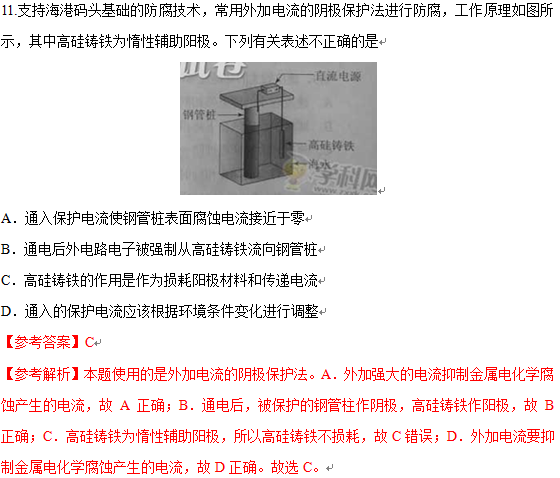 11.支持海港码头基础的防腐技术，常用外加电流的阴极保护法进行防腐，工作原理如图所
示，其中高硅铸铁为惰性辅助阳极。下列有关表述不正确的是
试卷
直流电源
钢管桩
高硅铸铁
海水
学科网
A．通入保护电流使钢管桩表面腐蚀电流接近于零
B．通电后外电路电子被强制从高硅铸铁流向钢管桩
C．高硅铸铁的作用是作为损耗阳极材料和传递电流
D．通入的保护电流应该根据环境条件变化进行调整
【参考答案】C
【参考解析】本题使用的是外加电流的阴极保护法。A．外加强大的电流抑制金属电化学腐
蚀产生的电流，故 A 正确；B．通电后，被保护的钢管柱作阴极，高硅铸铁作阳极，故 B
正确；C．高硅铸铁为惰性辅助阳极，所以高硅铸铁不损耗，故 C 错误；D．外加电流要抑
制金属电化学腐蚀产生的电流，故 D 正确。故选 C。